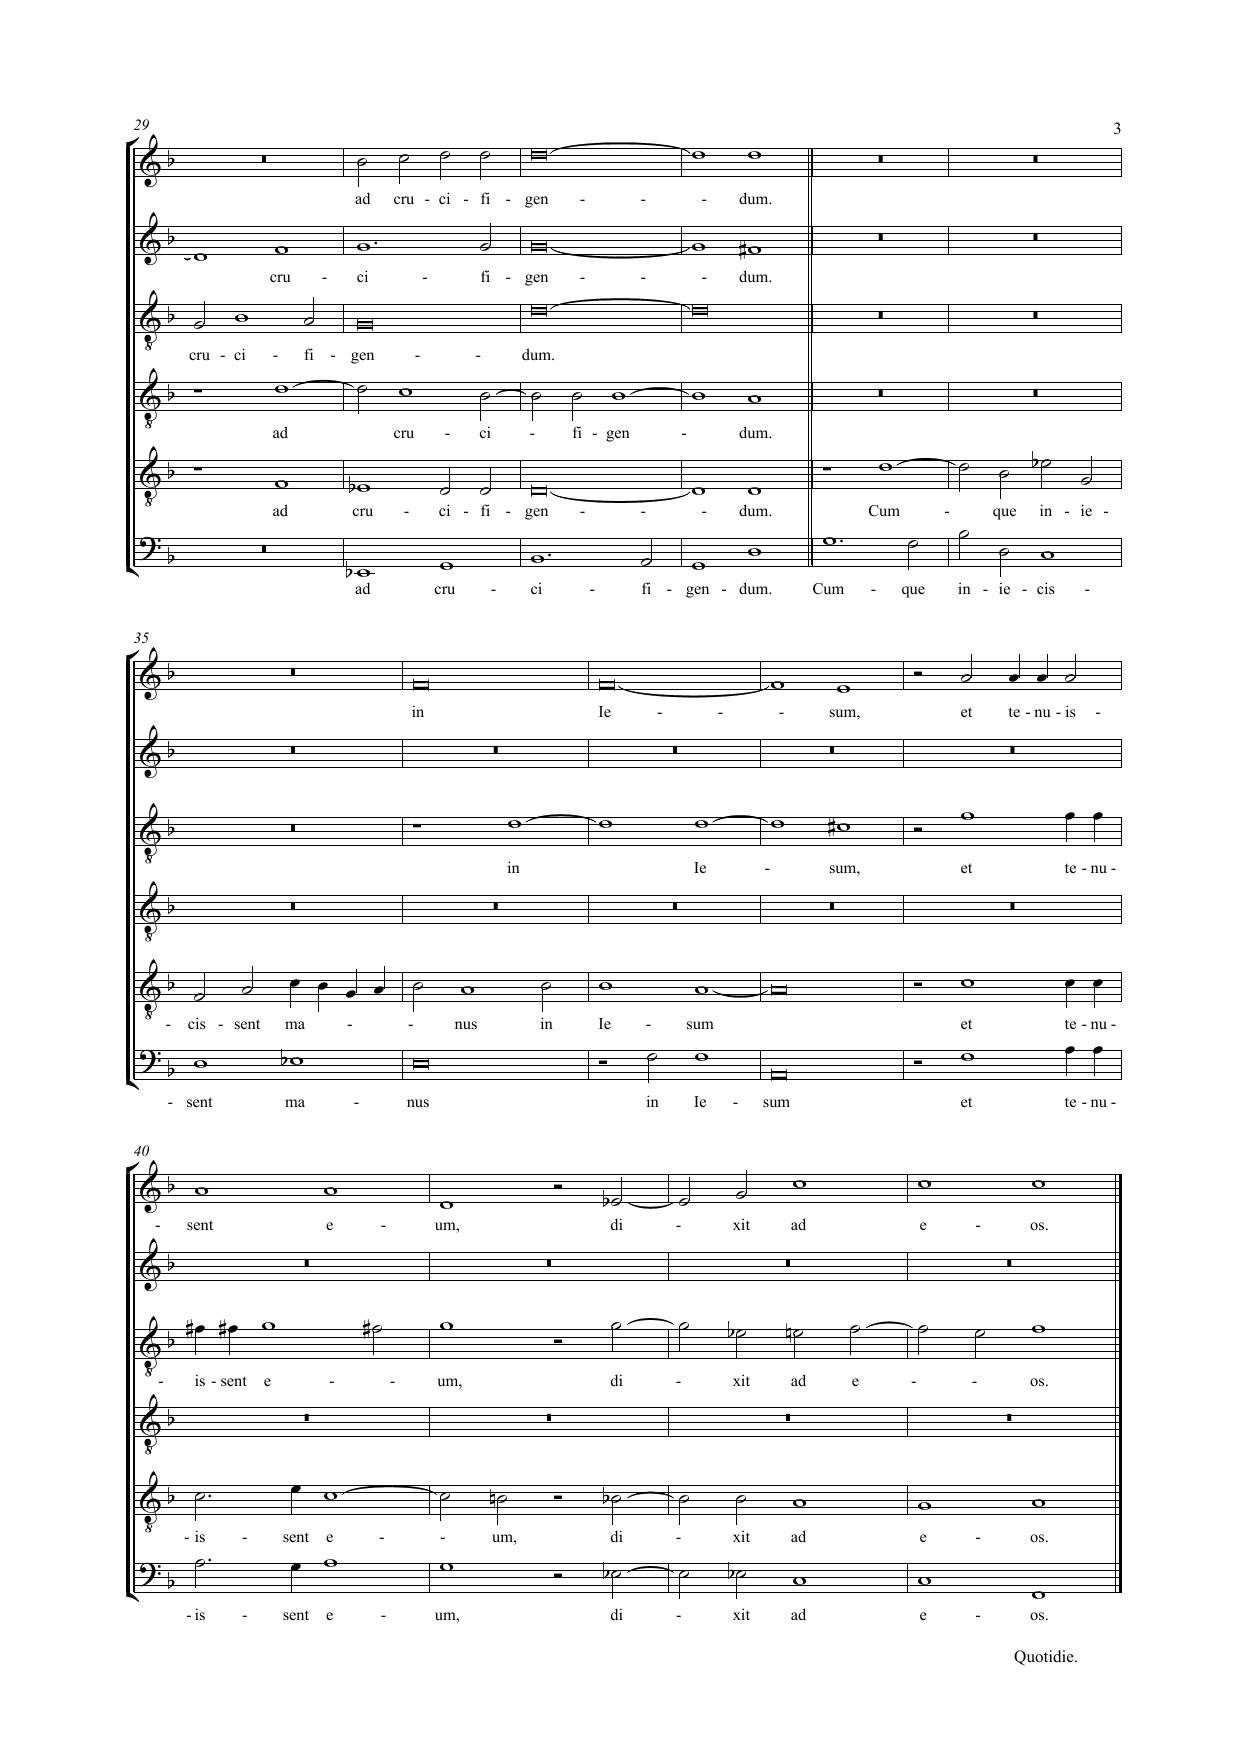 29
3
ad cru - ci - fi - gen - - - dum.
cru - ci - fi - gen - - - dum.
cru - ci - fi - gen - - dum.
ad cru - ci - fi - gen - dum.
ad cru - ci - fi - gen - - - dum. Cum - que in - ie -
ad cru - ci - fi - gen - dum. Cum - que in - ie - cis -
35
in Ie - - - sum, et te - nu - is -
in Ie - sum, et te - nu -
- cis - sent ma - - - nus in Ie - sum et te - nu -
- sent ma - nus in Ie - sum et te - nu -
40
- sent e - um, di - xit ad e - os.
- is - sent e - - um, di - xit ad e - - os.
- is - sent e - - um, di - xit ad e - os.
- is - sent e - um, di - xit ad e - os.
Quotidie.